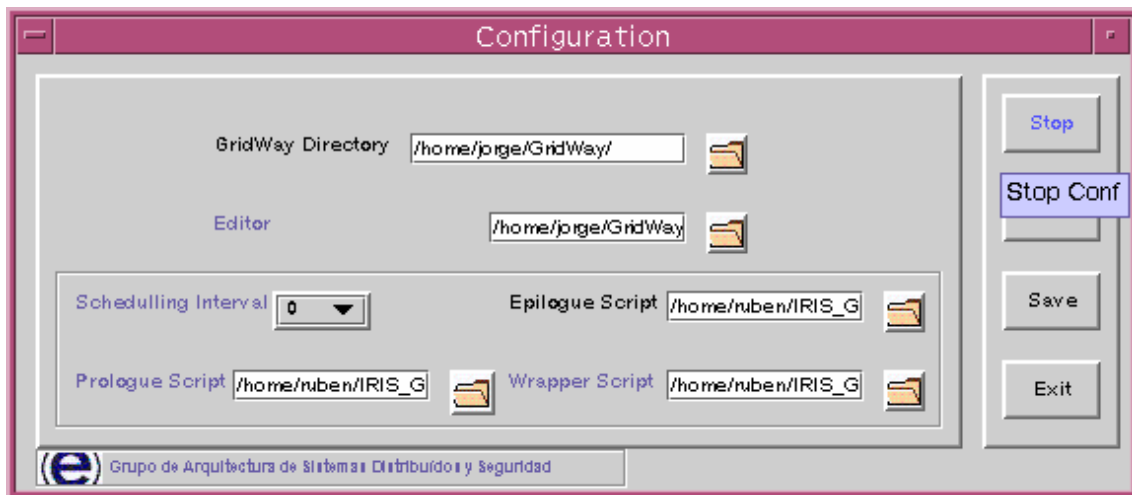 Configuration
GridWay Directory /home/jorge/GridWay/
Stop
Stop Conf
Editor /home/jorge/GridWay
Schedulling Interval 0
Epilogue Script /home/ruben/IRIS_G
Save
Prologue Script /home/ruben/IRIS_G
Wrapper Script /home/ruben/IRIS_G
Exit
(e) Grupo de Arquitectura de Sistemas Distribuídos y Seguridad